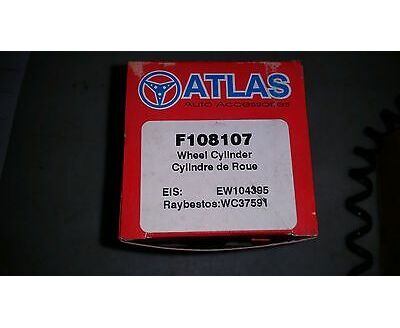 ATLAS
Auto Accessories
F108107
Wheel Cylinder
Cylindre de Roue
EIS: EW104395
Raybestos:WC37591